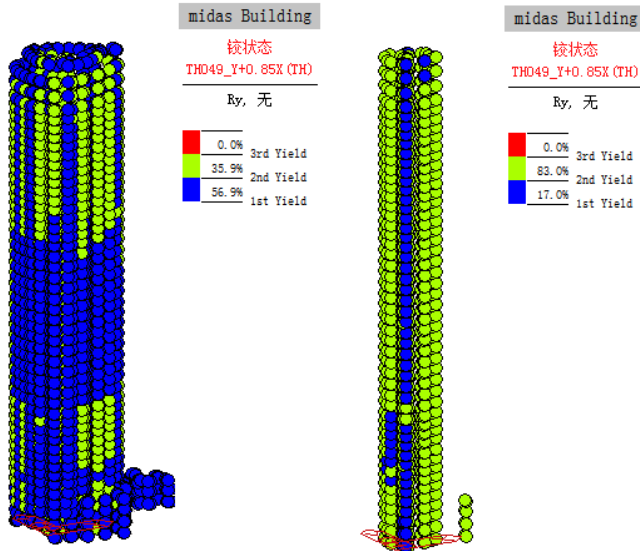 midas Building
铰状态
TH049_Y+0.85X(TH)
Ry, 无
0.0%
3rd Yield
35.9%
2nd Yield
56.9%
1st Yield
midas Building
铰状态
TH049_Y+0.85X(TH)
Ry, 无
0.0%
3rd Yield
83.0%
2nd Yield
17.0%
1st Yield